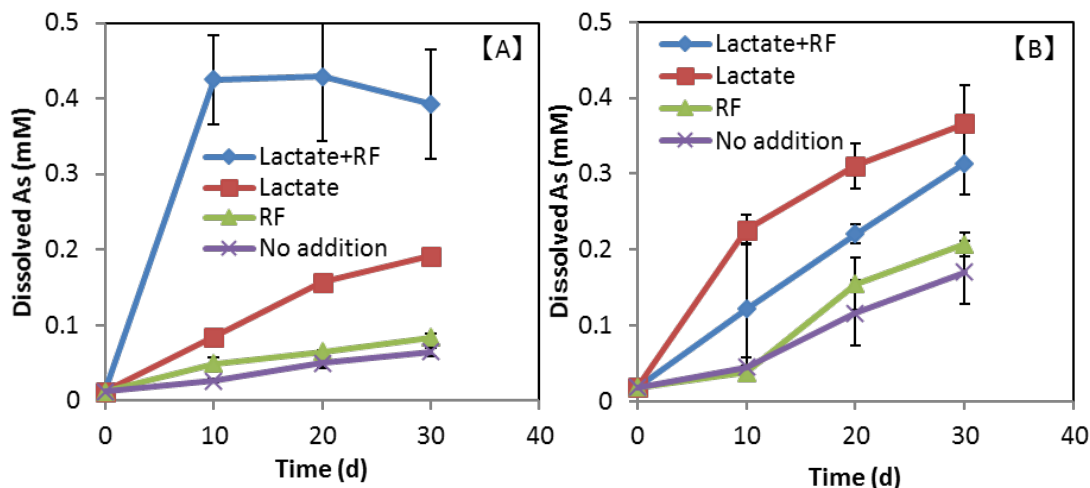 Dissolved As (mM)
0.5
0.4
0.3
0.2
0.1
0
【A】
Lactate+RF
Lactate
RF
No addition
0 10 20 30 40
Time (d)
Dissolved As (mM)
0.5
0.4
0.3
0.2
0.1
0
【B】
Lactate+RF
Lactate
RF
No addition
0 10 20 30 40
Time (d)